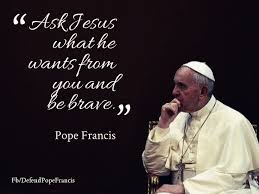 “Ask Jesus
what he
wants from
you and
be brave.”
Pope Francis
Fb/DefendPopeFrancis